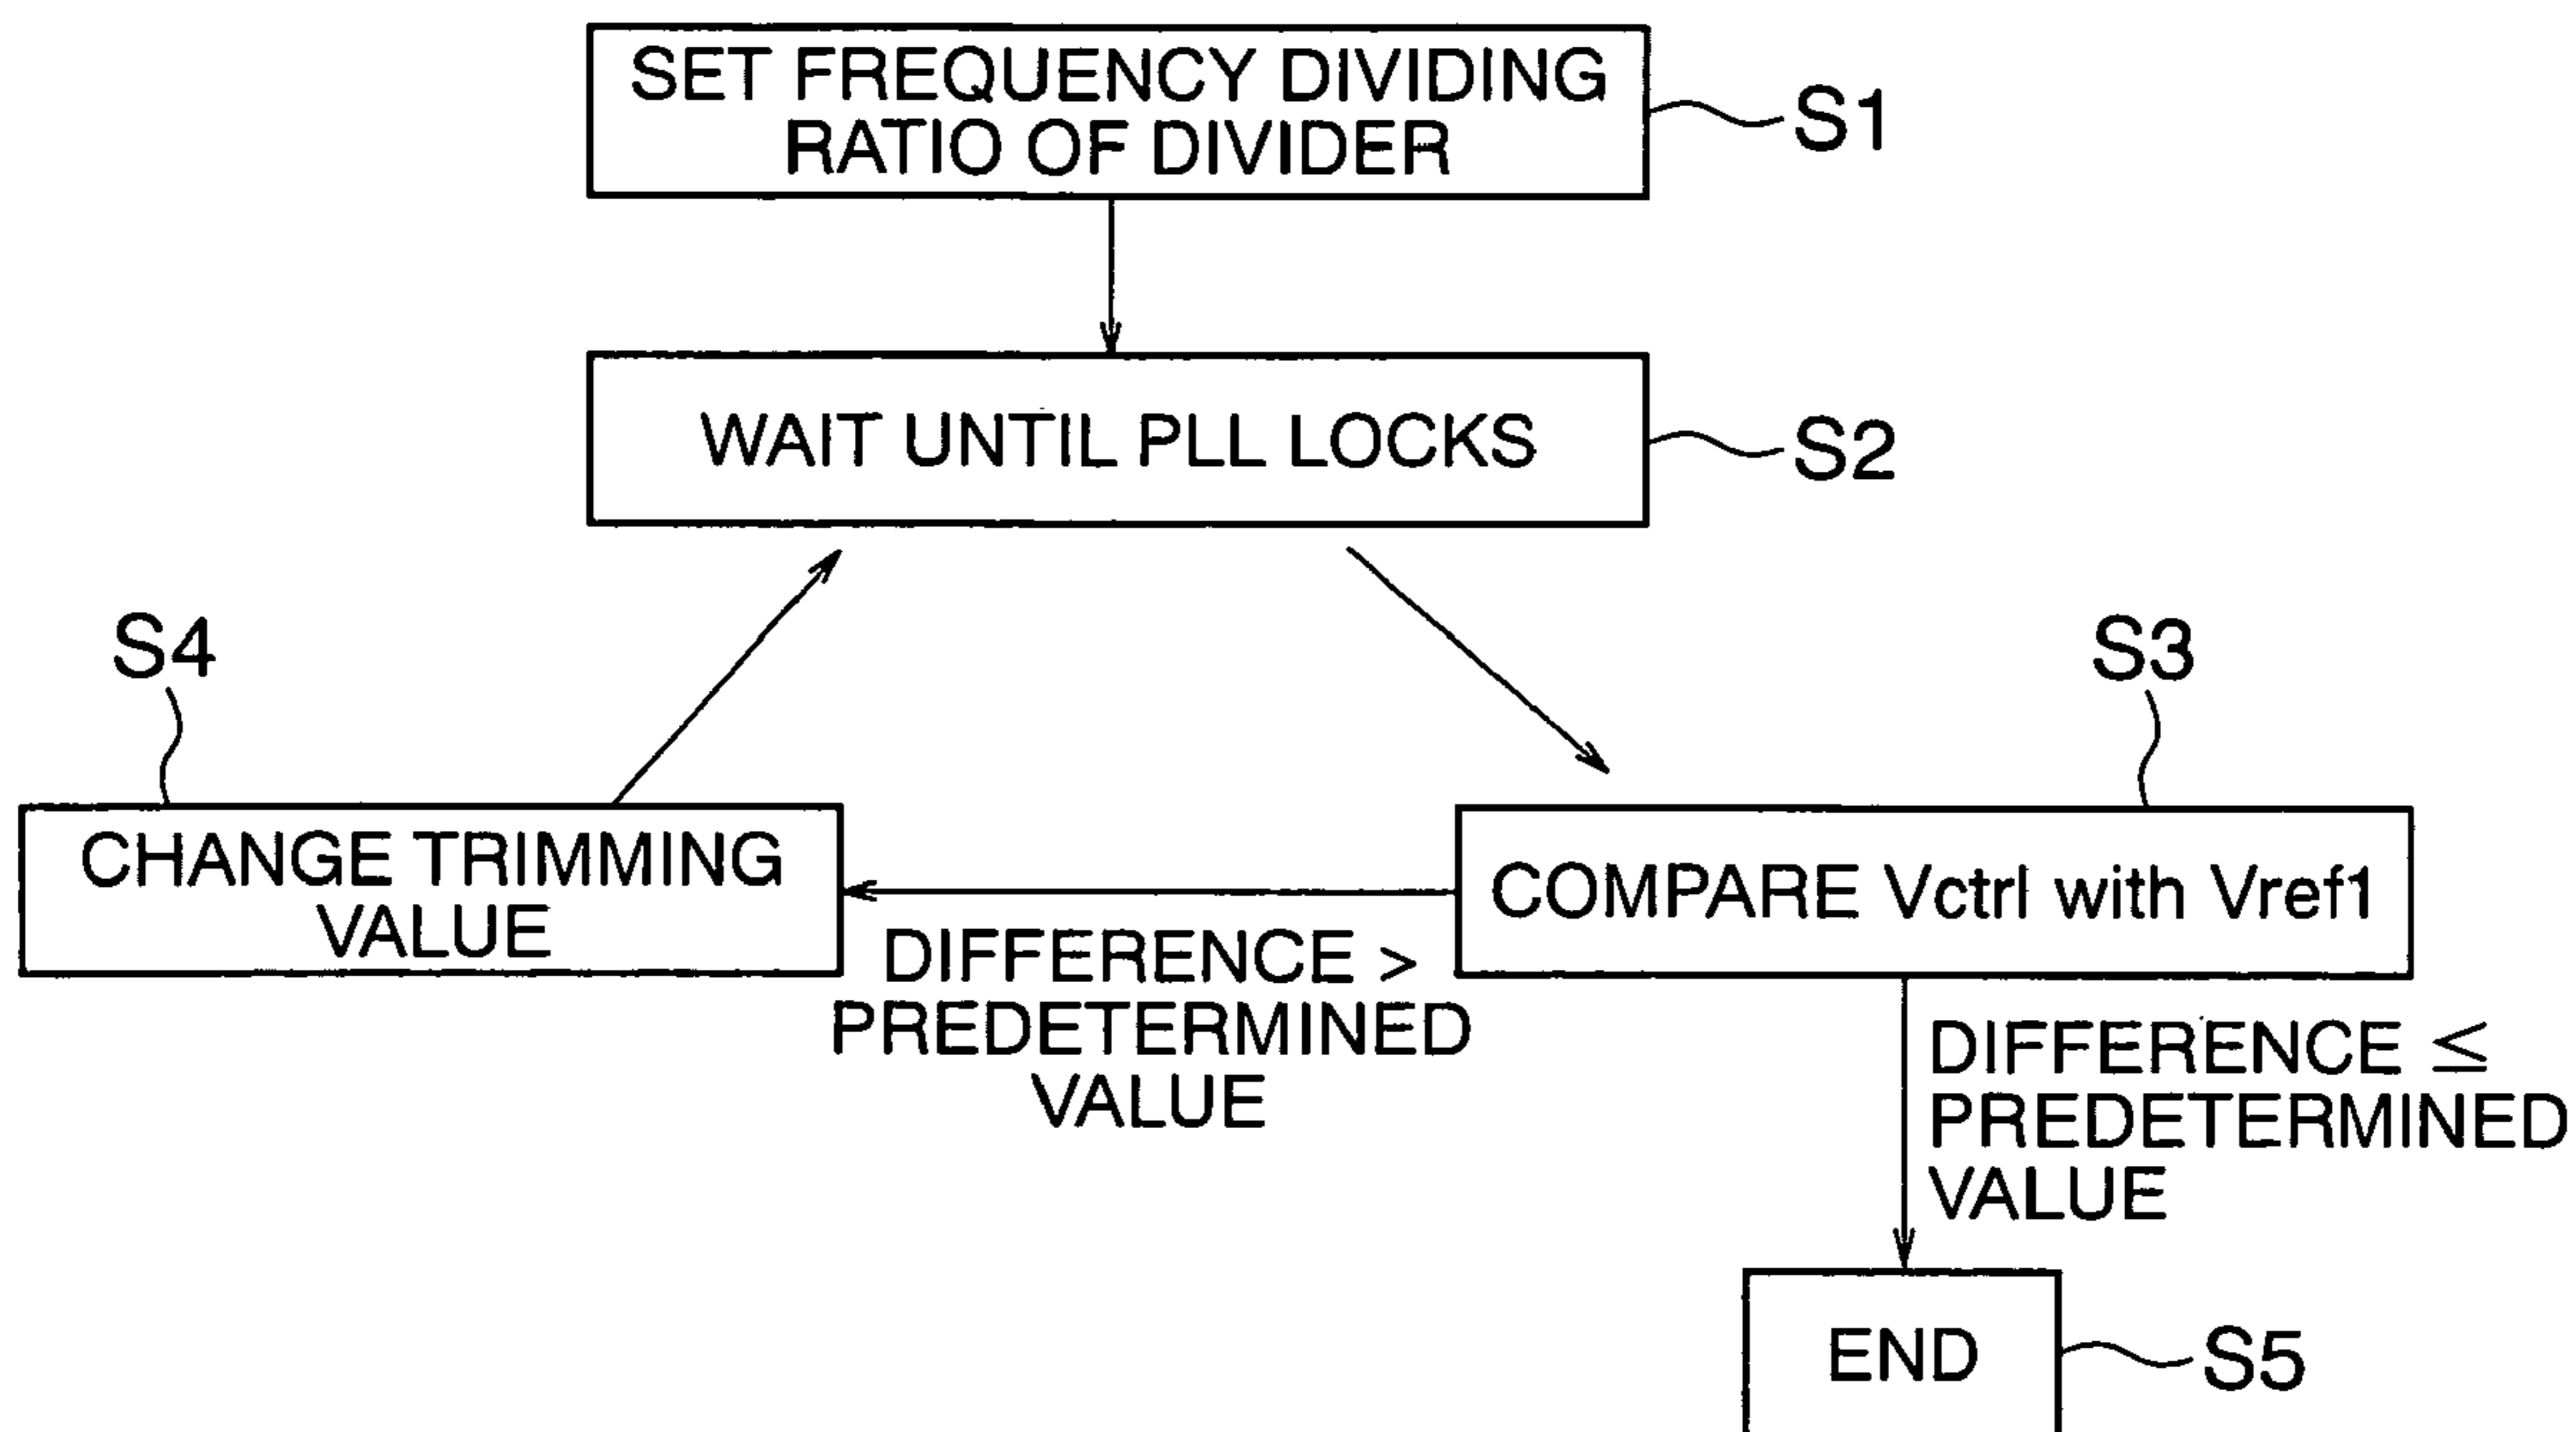 SET FREQUENCY DIVIDING
RATIO OF DIVIDER
S1
WAIT UNTIL PLL LOCKS
S2
S4
S3
CHANGE TRIMMING
VALUE
COMPARE Vctrl with Vref1
DIFFERENCE >
PREDETERMINED
VALUE
DIFFERENCE ≤
PREDETERMINED
VALUE
END
S5